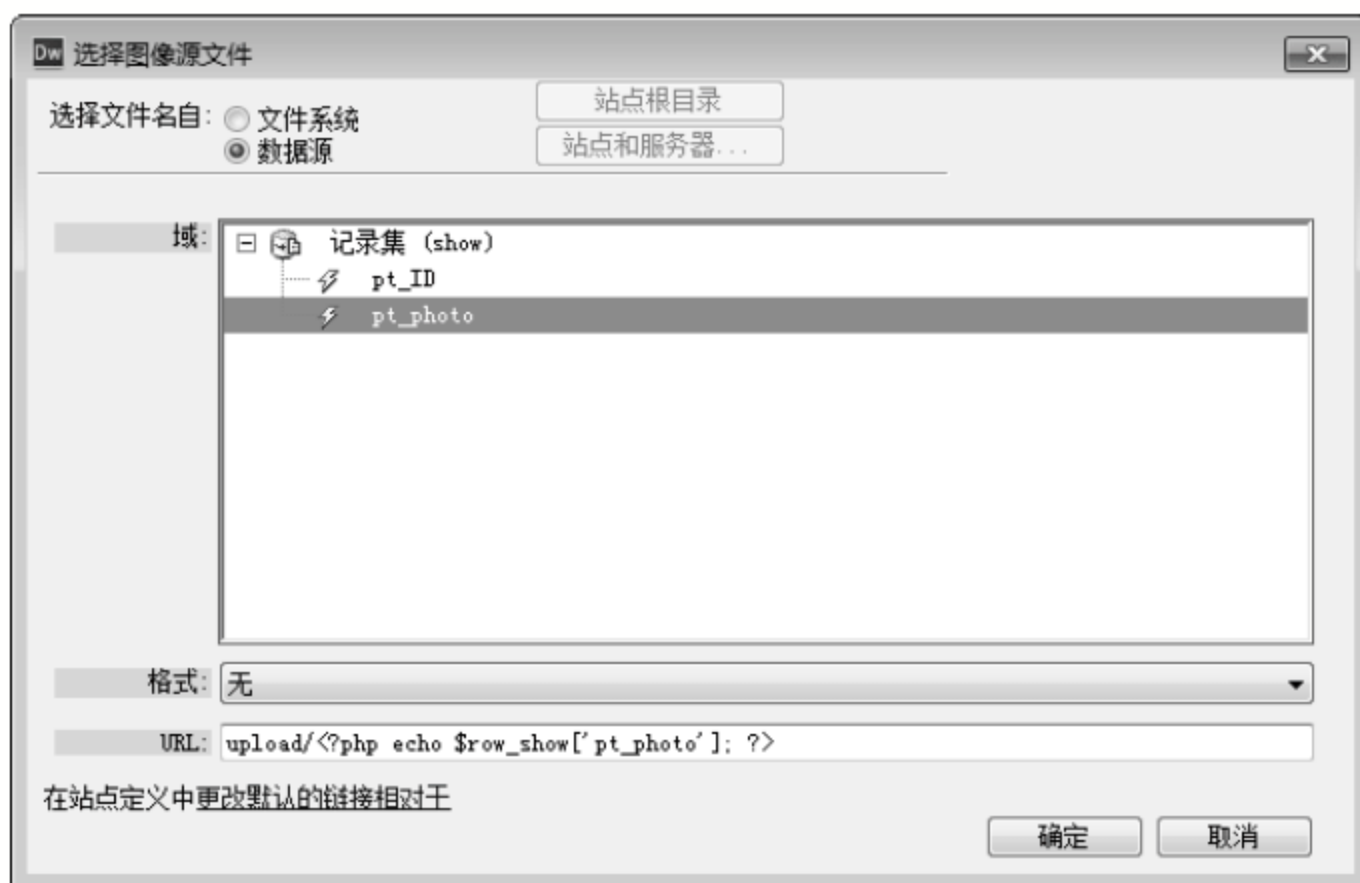 Dw 选择图像源文件
选择文件名自: 文件系统
数据源
站点根目录
站点和服务器...
域:
记录集 (show)
pt_ID
pt_photo
格式: 无
URL: upload/<?php echo $row_show['pt_photo']; ?>
在站点定义中更改默认的链接相对于
确定 取消